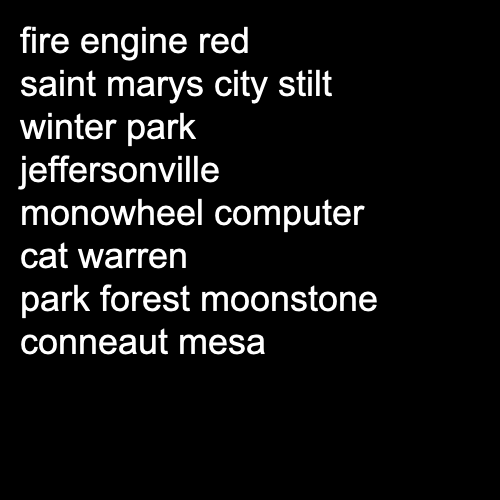 fire engine red
saint marys city stilt
winter park
jeffersonville
monowheel computer
cat warren
park forest moonstone
conneaut mesa